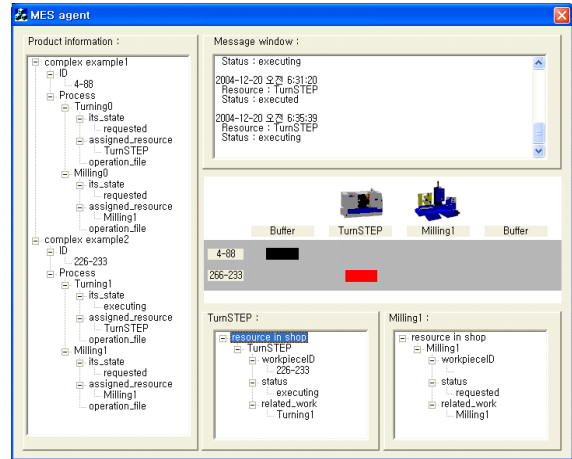 MES agent
Product information :
complex example1
ID
4-88
Process
Turning0
its_state
requested
assigned_resource
TurnSTEP
operation_file
Milling0
its_state
requested
assigned_resource
Milling1
operation_file
complex example2
ID
226-233
Process
Turning1
its_state
executing
assigned_resource
TurnSTEP
operation_file
Milling1
its_state
requested
assigned_resource
Milling1
operation_file
Message window :
Status : executing
2004-12-20 오전 6:31:20
Resource : TurnSTEP
Status : executed
2004-12-20 오전 6:35:39
Resource : TurnSTEP
Status : executing
Buffer TurnSTEP Milling1 Buffer
4-88
266-233
TurnSTEP :
resource in shop
TurnSTEP
workpieceID
226-233
status
executing
related_work
Turning1
Milling1 :
resource in shop
Milling1
workpieceID
status
requested
related_work
Milling1